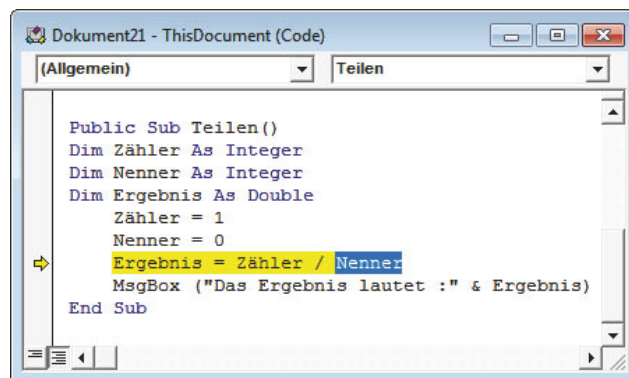 Dokument21 - ThisDocument (Code)
(Allgemein) Teilen
Public Sub Teilen()
Dim Zähler As Integer
Dim Nenner As Integer
Dim Ergebnis As Double
Zähler = 1
Nenner = 0
Ergebnis = Zähler / Nenner
MsgBox ("Das Ergebnis lautet :" & Ergebnis)
End Sub